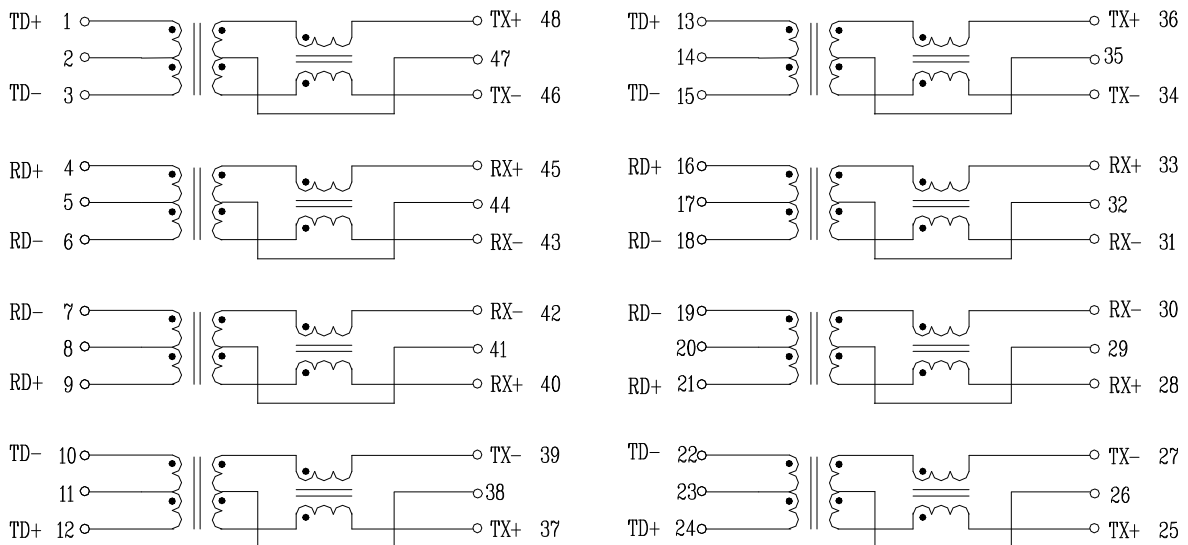 TD+ 1 TX+ 48 TD+ 13 TX+ 36
2 47 14 35
TD- 3 TX- 46 TD- 15 TX- 34
RD+ 4 RX+ 45 RD+ 16 RX+ 33
5 44 17 32
RD- 6 RX- 43 RD- 18 RX- 31
RD- 7 RX- 42 RD- 19 RX- 30
8 41 20 29
RD+ 9 RX+ 40 RD+ 21 RX+ 28
TD- 10 TX- 39 TD- 22 TX- 27
11 38 23 26
TD+ 12 TX+ 37 TD+ 24 TX+ 25